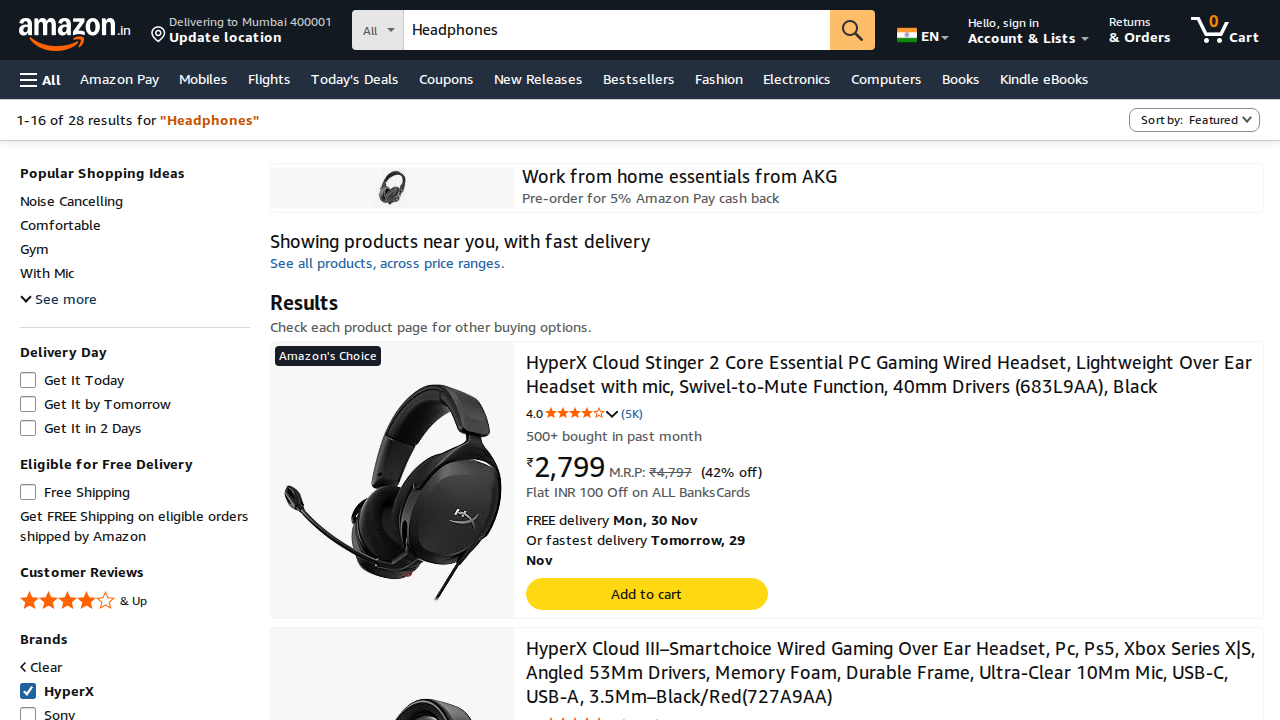 amazon.in
Delivering to Mumbai 400001
Update location
All
Headphones
EN
Hello, sign in
Account & Lists
Returns
& Orders
0
Cart
All
Amazon Pay
Mobiles
Flights
Today's Deals
Coupons
New Releases
Bestsellers
Fashion
Electronics
Computers
Books
Kindle eBooks
1-16 of 28 results for "Headphones"
Sort by: Featured
Popular Shopping Ideas
Noise Cancelling
Comfortable
Gym
With Mic
See more
Delivery Day
Get It Today
Get It by Tomorrow
Get It in 2 Days
Eligible for Free Delivery
Free Shipping
Get FREE Shipping on eligible orders
shipped by Amazon
Customer Reviews
& Up
Brands
Clear
HyperX
Sony
Work from home essentials from AKG
Pre-order for 5% Amazon Pay cash back
Showing products near you, with fast delivery
See all products, across price ranges.
Results
Check each product page for other buying options.
Amazon's Choice
HyperX Cloud Stinger 2 Core Essential PC Gaming Wired Headset, Lightweight Over Ear
Headset with mic, Swivel-to-Mute Function, 40mm Drivers (683L9AA), Black
4.0 (5K)
500+ bought in past month
₹2,799 M.R.P: ₹4,797 (42% off)
Flat INR 100 Off on ALL BanksCards
FREE delivery Mon, 30 Nov
Or fastest delivery Tomorrow, 29
Nov
Add to cart
HyperX Cloud III–Smartchoice Wired Gaming Over Ear Headset, Pc, Ps5, Xbox Series X|S,
Angled 53Mm Drivers, Memory Foam, Durable Frame, Ultra-Clear 10Mm Mic, USB-C,
USB-A, 3.5Mm–Black/Red(727A9AA)